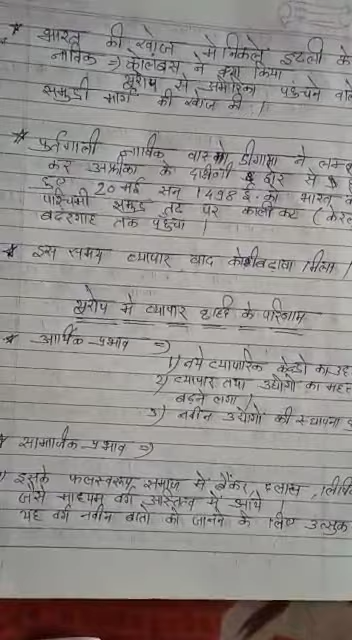 * भारत की खोज में निकले इटली के
नाविक => कोलंबस ने क्या किया
यूरोप से अमेरिका पहुंचने वाले
समुद्री मार्ग की खोज की।
* पुर्तगाली नाविक वास्को डीगामा ने लम्बी
कर अफ्रीका के दक्षिणी छोर से
हुए 20 मई सन् 1498 ई. को भारत के
पश्चिमी समुद्र तट पर कालीकट (केरल
बंदरगाह तक पहुंचा।
* इस समय व्यापार वाद को बढ़ावा मिला।
यूरोप में व्यापार वृद्धि के परिणाम
* आर्थिक-प्रभाव =>
1) नये व्यापारिक केन्द्रों का उद
2) व्यापार तथा उद्योगों का महत्
बढ़ने लगा।
3) नवीन उद्योगों की स्थापना
* सामाजिक-प्रभाव =>
इसके फलस्वरूप समाज में बैंकर, दलाल, लिपि
जैसे माध्यम वर्ग अस्तित्व में आये।
यह वर्ग नवीन बातों को जानने के लिए उत्सुक